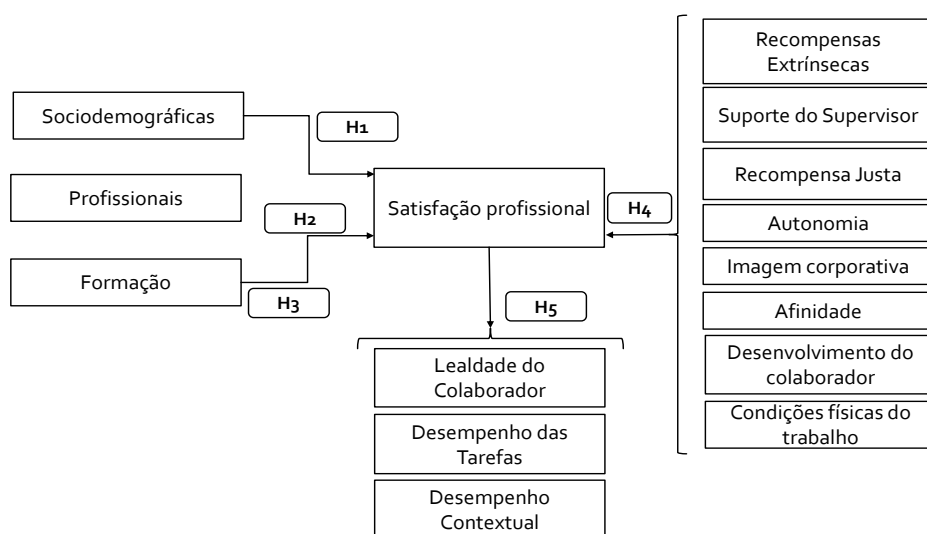 Sociodemográficas
Profissionais
Formação
H1
H2
H3
Satisfação profissional
H4
H5
Lealdade do
Colaborador
Desempenho das
Tarefas
Desempenho
Contextual
Recompensas
Extrínsecas
Suporte do Supervisor
Recompensa Justa
Autonomia
Imagem corporativa
Afinidade
Desenvolvimento do
colaborador
Condições físicas do
trabalho